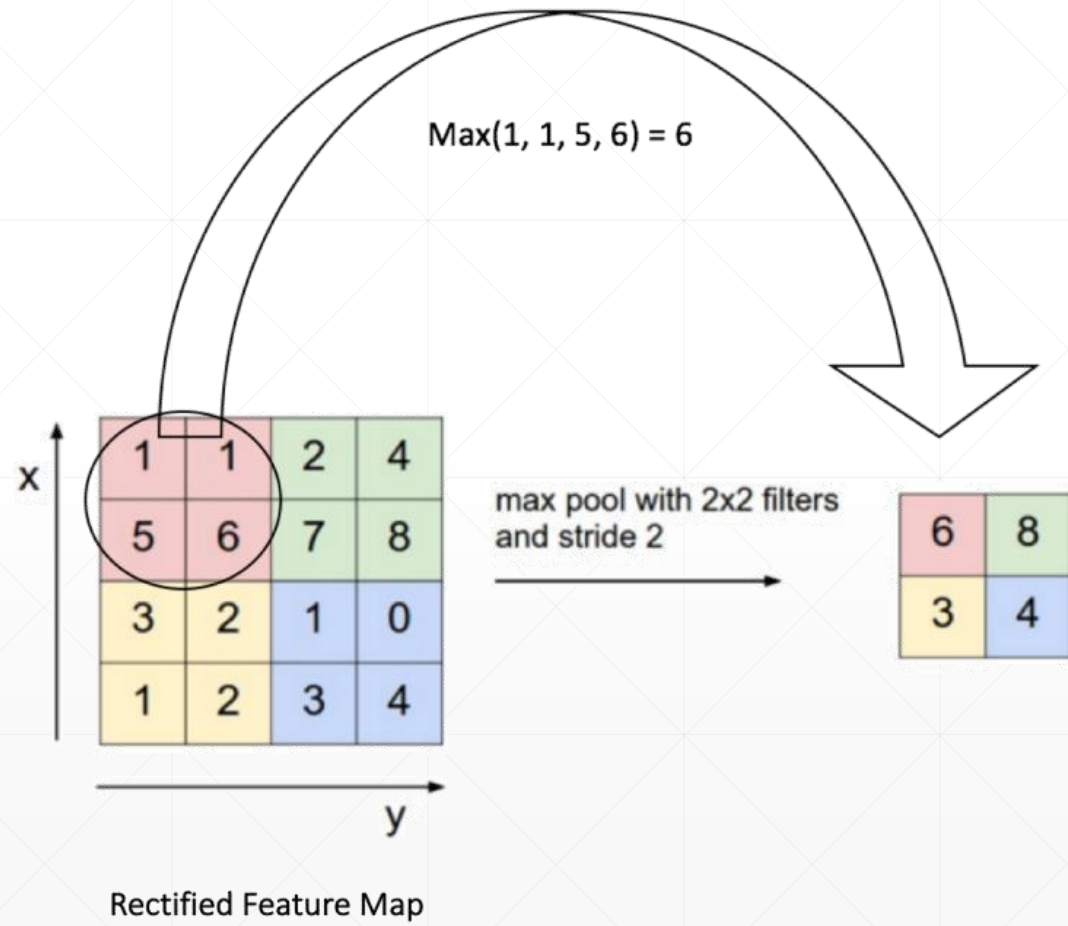 Max(1, 1, 5, 6) = 6
x
1 1 2 4
5 6 7 8
3 2 1 0
1 2 3 4
y
max pool with 2x2 filters
and stride 2
6 8
3 4
Rectified Feature Map